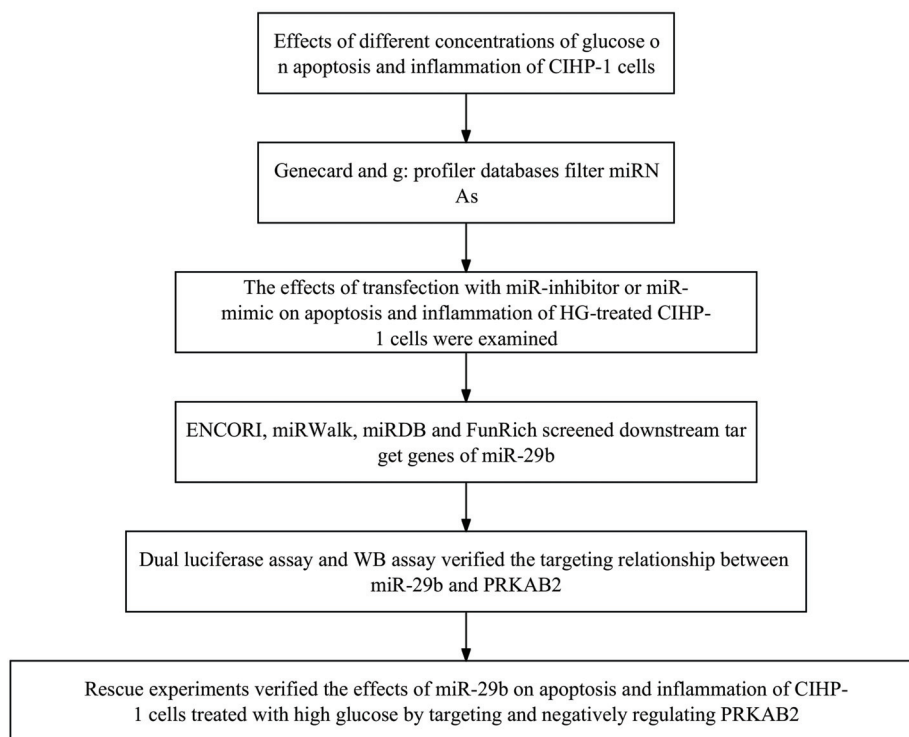 Effects of different concentrations of glucose o
n apoptosis and inflammation of CIHP-1 cells
Genecard and g: profiler databases filter miRN
As
The effects of transfection with miR-inhibitor or miR-
mimic on apoptosis and inflammation of HG-treated CIHP-
1 cells were examined
ENCORI, miRWalk, miRDB and FunRich screened downstream tar
get genes of miR-29b
Dual luciferase assay and WB assay verified the targeting relationship between
miR-29b and PRKAB2
Rescue experiments verified the effects of miR-29b on apoptosis and inflammation of CIHP-
1 cells treated with high glucose by targeting and negatively regulating PRKAB2